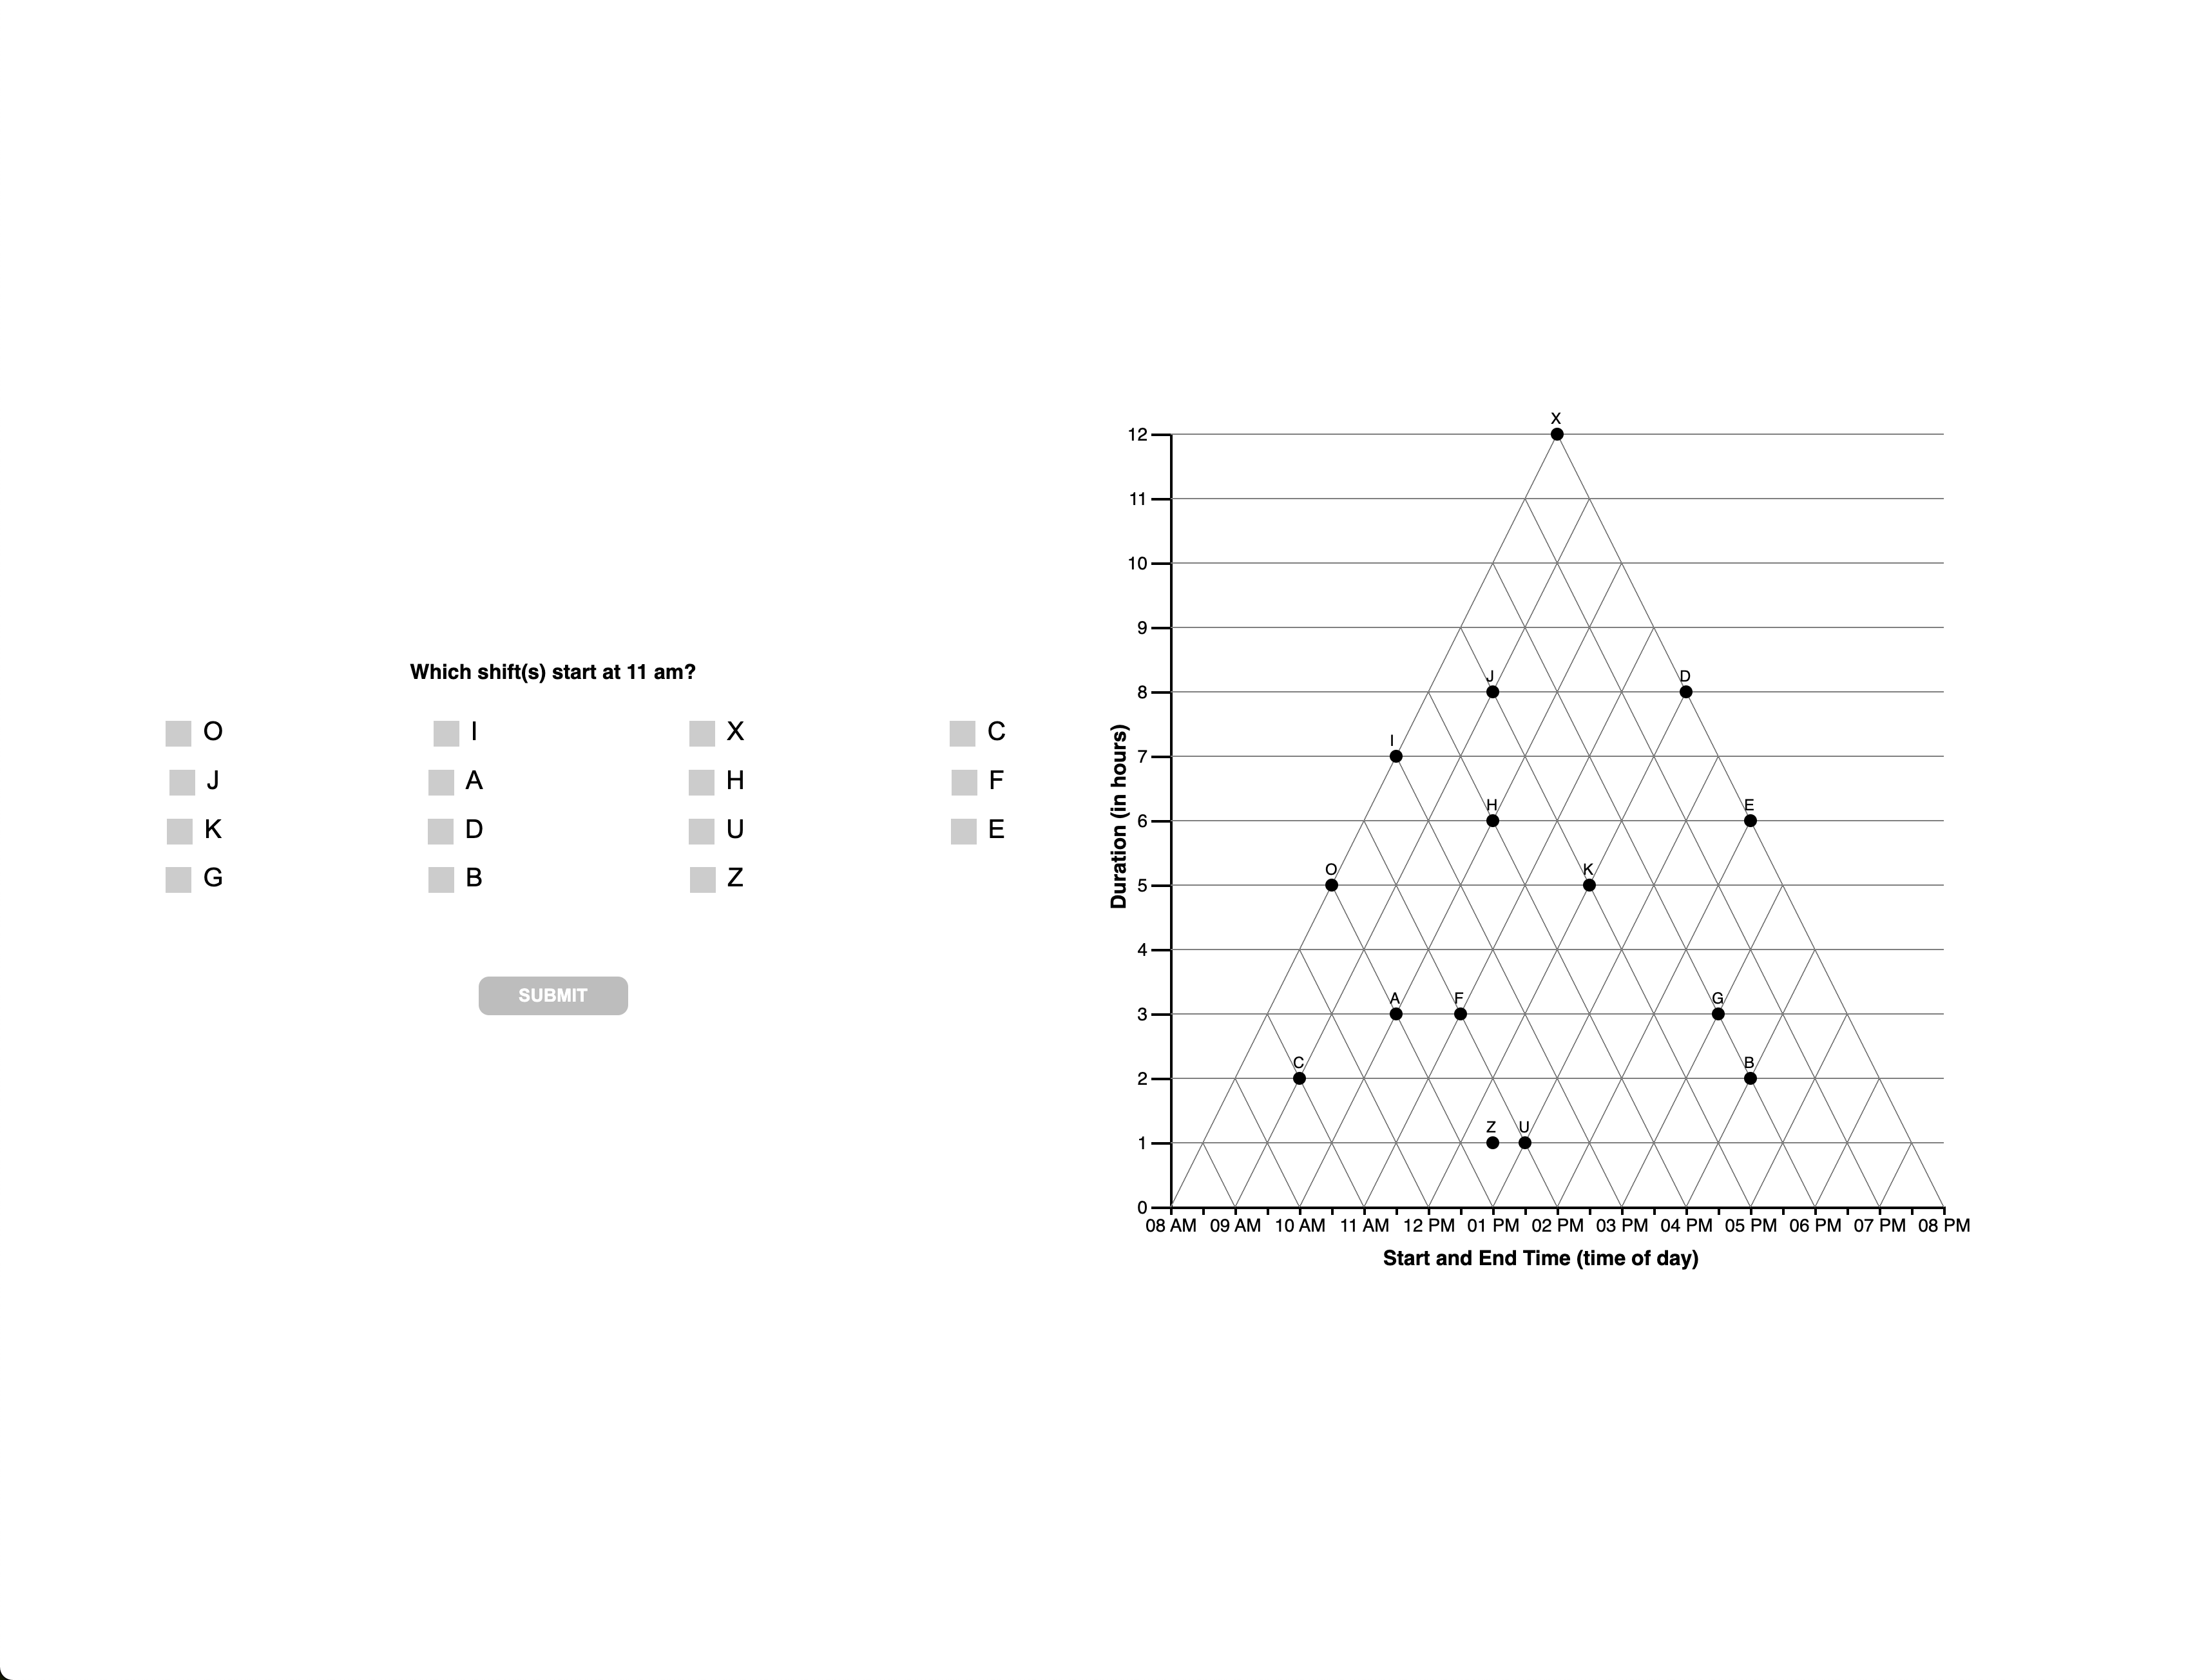 Which shift(s) start at 11 am?
O I X C
J A H F
K D U E
G B Z
SUBMIT
X
12
11
10
9
J D
8
I
7
H E
6
O K
5
4
A F G
3
C B
2
Z U
1
0
08 AM 09 AM 10 AM 11 AM 12 PM 01 PM 02 PM 03 PM 04 PM 05 PM 06 PM 07 PM 08 PM
Duration (in hours)
Start and End Time (time of day)